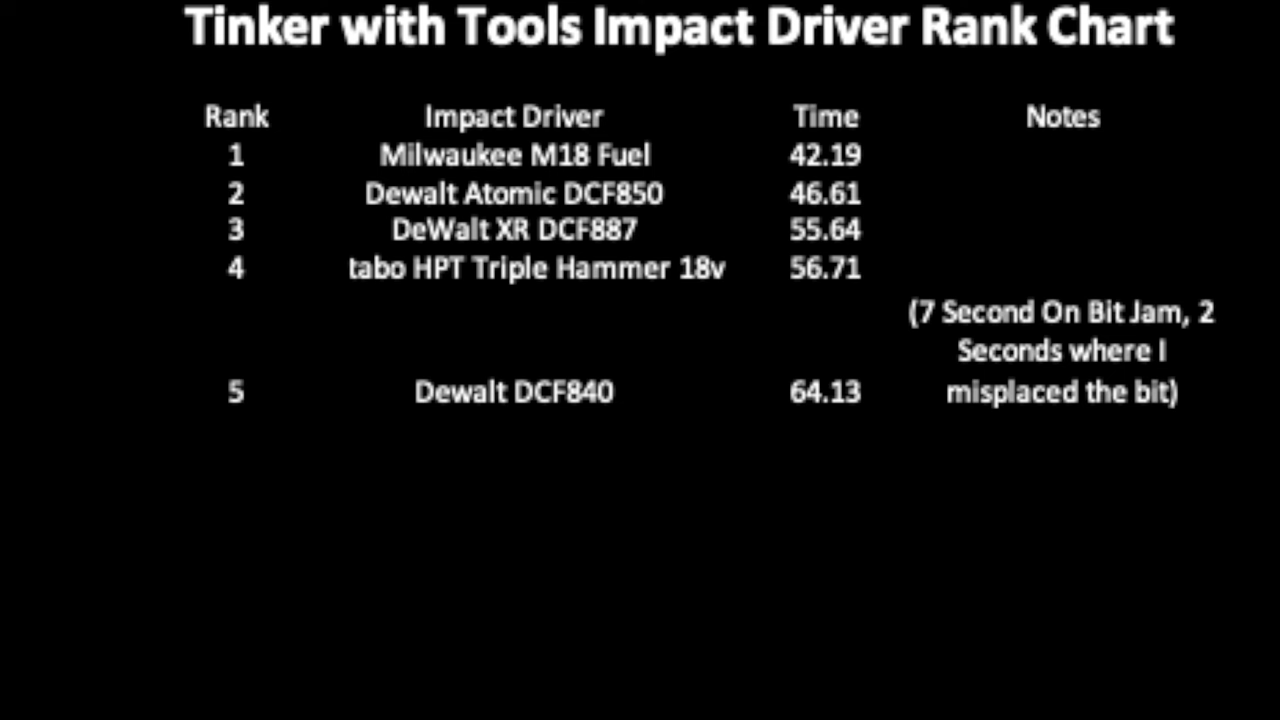 Tinker with Tools Impact Driver Rank Chart
Rank Impact Driver Time Notes
1 Milwaukee M18 Fuel 42.19
2 Dewalt Atomic DCF850 46.61
3 DeWalt XR DCF887 55.64
4 tabo HPT Triple Hammer 18v 56.71
(7 Second On Bit Jam, 2
Seconds where I
5 Dewalt DCF840 64.13 misplaced the bit)